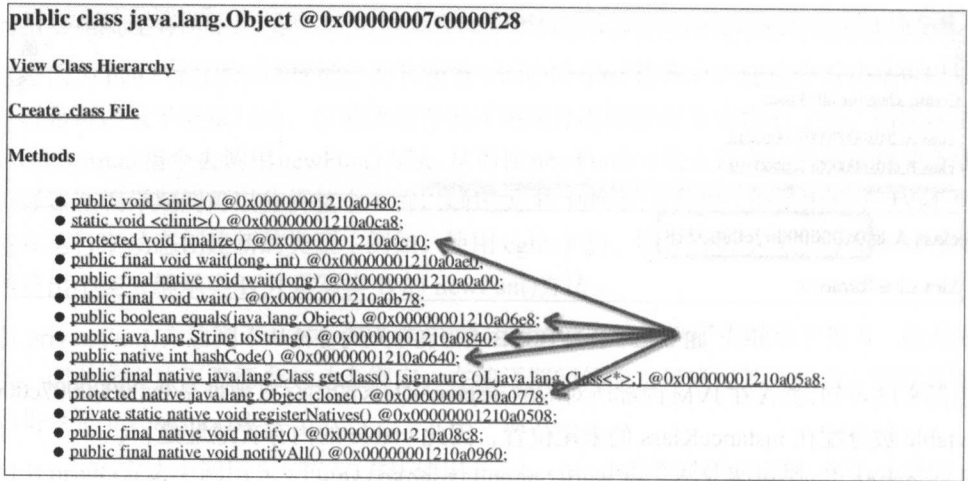 public class java.lang.Object @0x00000007c0000f28
View Class Hierarchy
Create .class File
Methods
● public void <init>() @0x00000001210a0480;
● static void <clinit>() @0x00000001210a0ca8;
● protected void finalize() @0x00000001210a0c10;
● public final void wait(long, int) @0x00000001210a0ae0;
● public final native void wait(long) @0x00000001210a0a00;
● public final void wait() @0x00000001210a0b78;
● public boolean equals(java.lang.Object) @0x00000001210a06e8;
● public java.lang.String toString() @0x00000001210a0840;
● public native int hashCode() @0x00000001210a0640;
● public final native java.lang.Class getClass() [signature ()Ljava.lang.Class<*>;] @0x00000001210a05a8;
● protected native java.lang.Object clone() @0x00000001210a0778;
● private static native void registerNatives() @0x00000001210a0508;
● public final native void notify() @0x00000001210a08c8;
● public final native void notifyAll() @0x00000001210a0960;